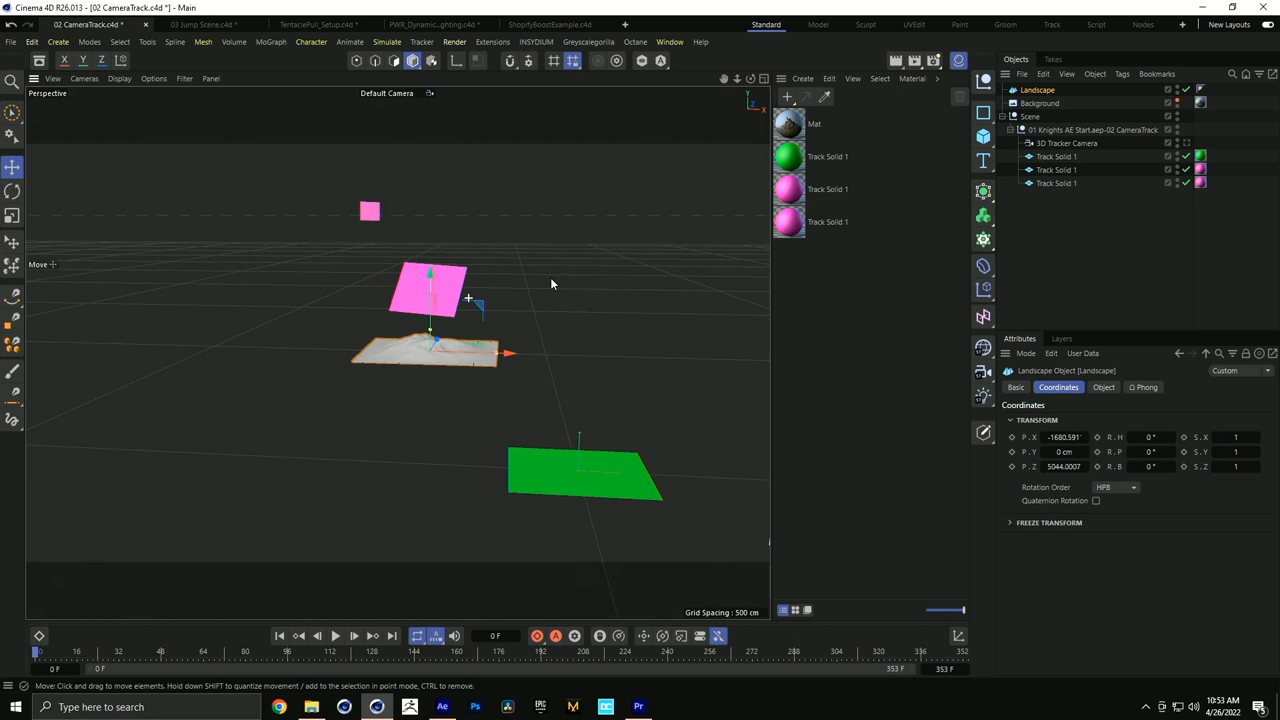 Cinema 4D R26.013 - [02 CameraTrack.c4d *] - Main
02 CameraTrack.c4d *
03 Jump Scene.c4d *
TentaclePull_Setup.c4d *
PWR_Dynamic...ghting.c4d *
ShopifyBoostExample.c4d
Standard
Model
Sculpt
UVEdit
Paint
Groom
Track
Script
Nodes
New Layouts
File Edit Create Modes Select Tools Spline Mesh Volume MoGraph Character Animate Simulate Tracker Render Extensions INSYDIUM Greyscalegorilla Octane Window Help
X Y Z
Objects Takes
File Edit View Object Tags Bookmarks
View Cameras Display Options Filter Panel
Create Edit View Select Material
Perspective
Default Camera
Y
Z
X
Landscape
Background
Scene
01 Knights AE Start.aep-02 CameraTrack
3D Tracker Camera
Track Solid 1
Track Solid 1
Track Solid 1
Mat
Track Solid 1
Track Solid 1
Track Solid 1
Move
Attributes Layers
Mode Edit User Data
Landscape Object [Landscape]
Custom
Basic Coordinates Object Phong
Coordinates
TRANSFORM
P . X -1680.591' R . H 0 ° S . X 1
P . Y 0 cm R . P 0 ° S . Y 1
P . Z 5044.0007 R . B 0 ° S . Z 1
Rotation Order HPB
Quaternion Rotation
FREEZE TRANSFORM
Grid Spacing : 500 cm
0 F
0 16 32 48 64 80 96 112 128 144 160 176 192 208 224 240 256 272 288 304 320 336 352
0 F 0 F 353 F 353 F
Move: Click and drag to move elements. Hold down SHIFT to quantize movement / add to the selection in point mode, CTRL to remove.
Type here to search
Ae
Ps
EPIC
M
DC
Pr
10:53 AM
4/26/2022